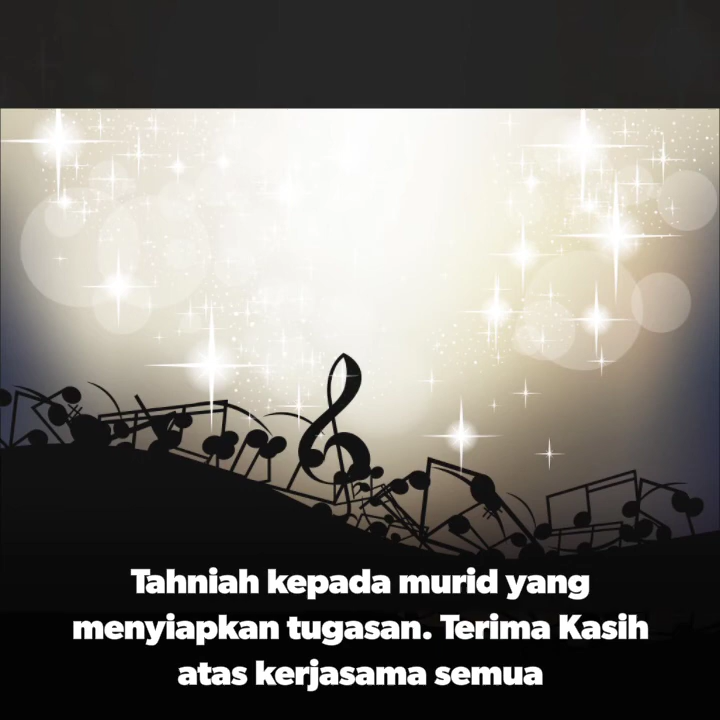 Tahniah kepada murid yang
menyiapkan tugasan. Terima Kasih
atas kerjasama semua